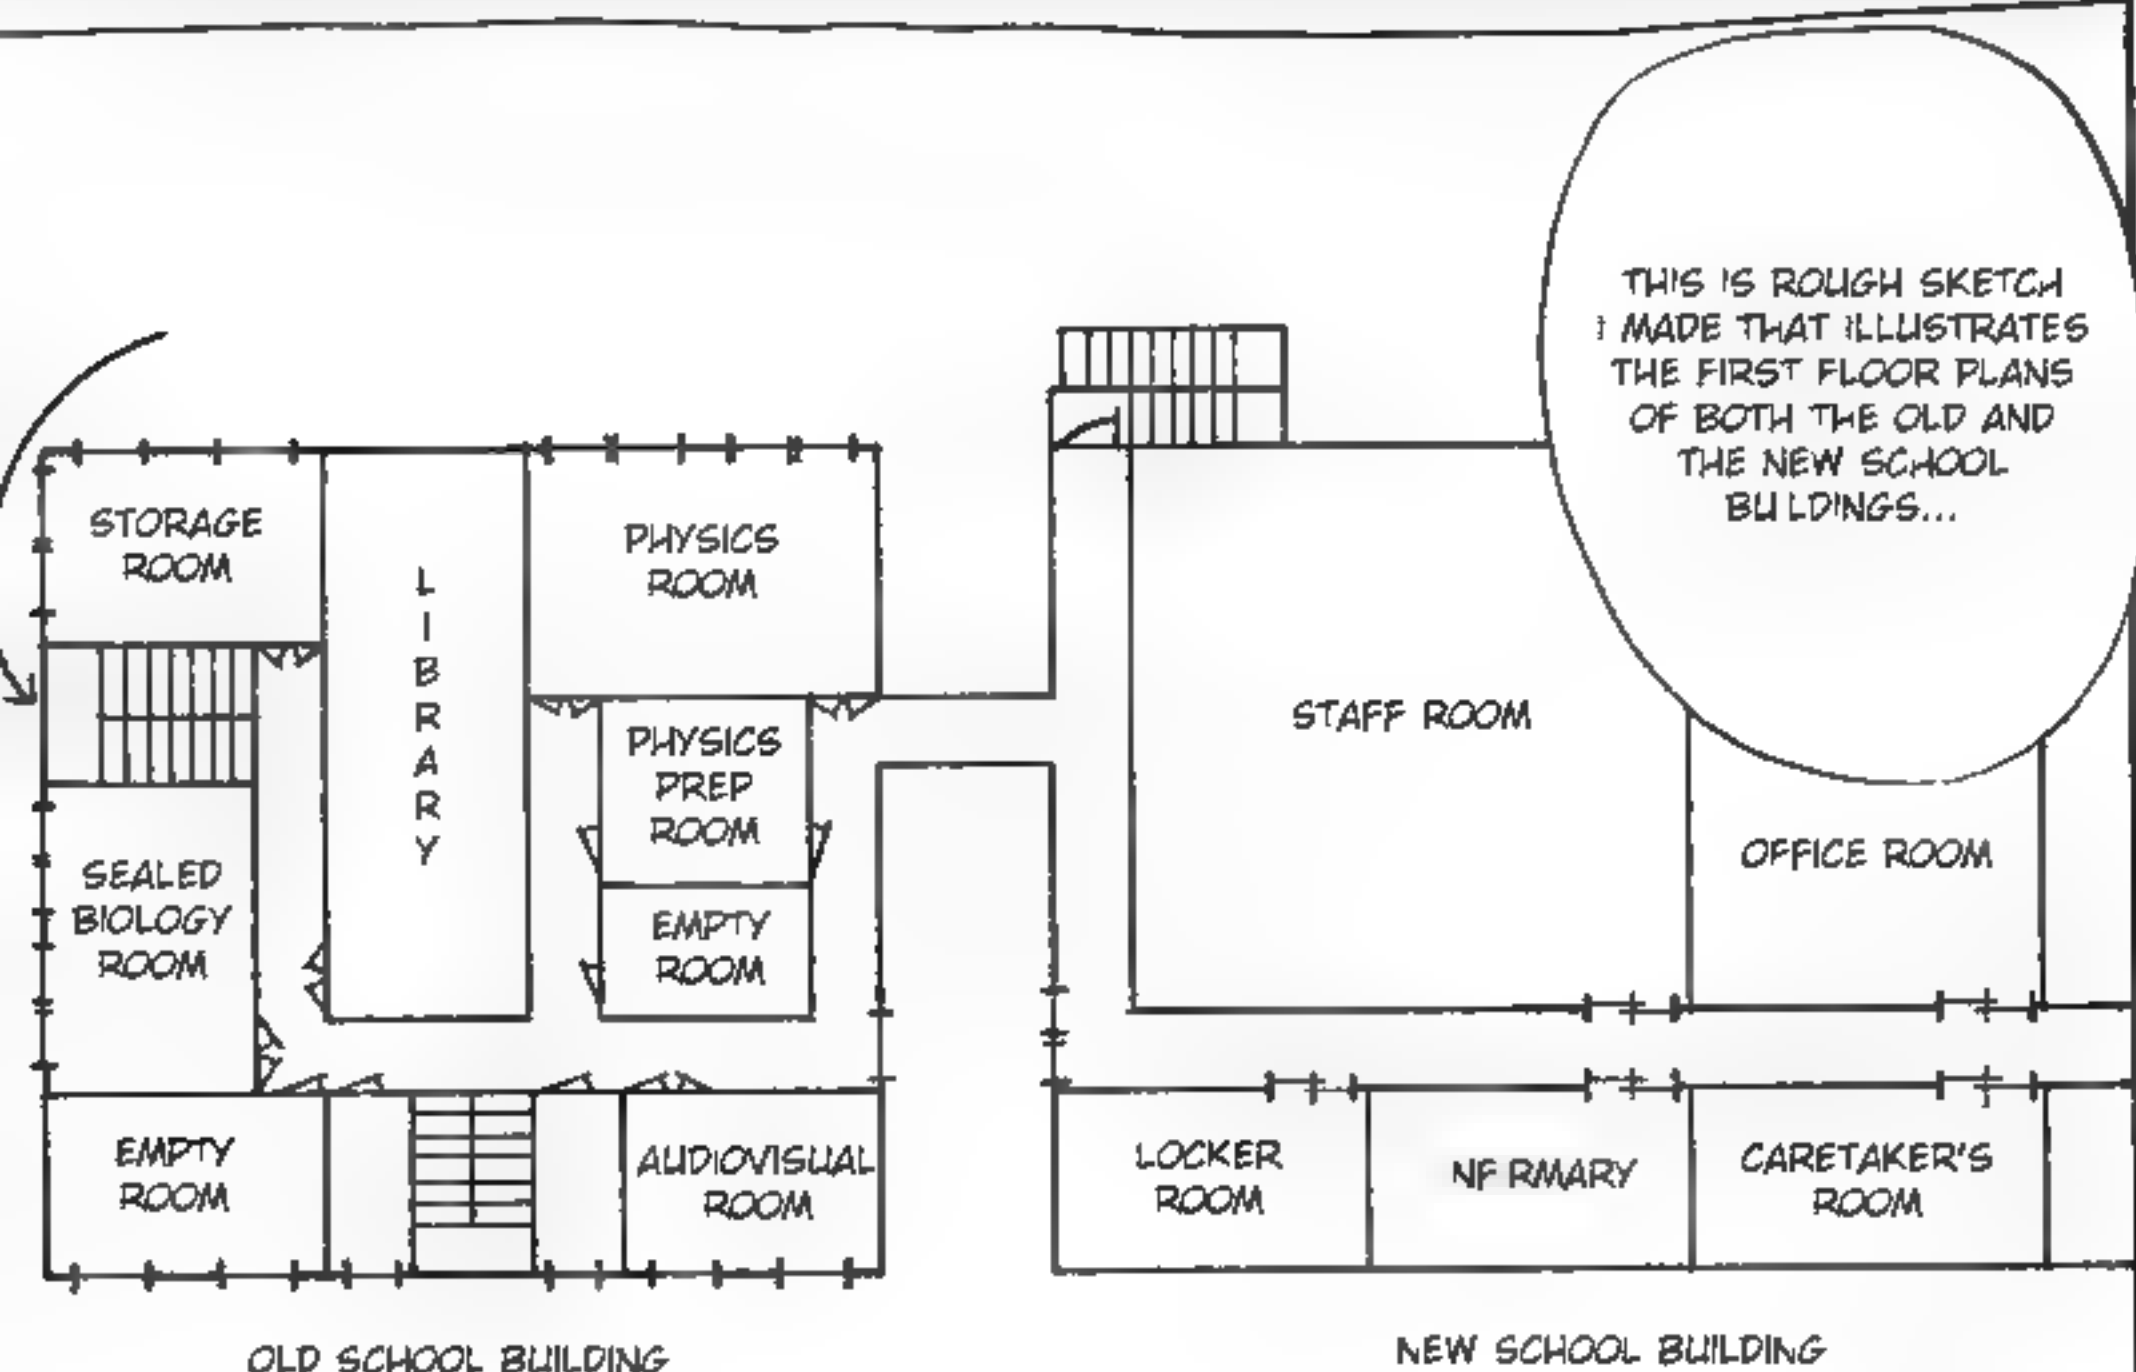 THIS IS ROUGH SKETCH
I MADE THAT ILLUSTRATES
THE FIRST FLOOR PLANS
OF BOTH THE OLD AND
THE NEW SCHOOL
BUILDINGS...
STORAGE
ROOM
LIBRARY
PHYSICS
ROOM
PHYSICS
PREP
ROOM
SEALED
BIOLOGY
ROOM
EMPTY
ROOM
EMPTY
ROOM
AUDIOVISUAL
ROOM
STAFF ROOM
OFFICE ROOM
LOCKER
ROOM
INFIRMARY
CARETAKER'S
ROOM
OLD SCHOOL BUILDING
NEW SCHOOL BUILDING